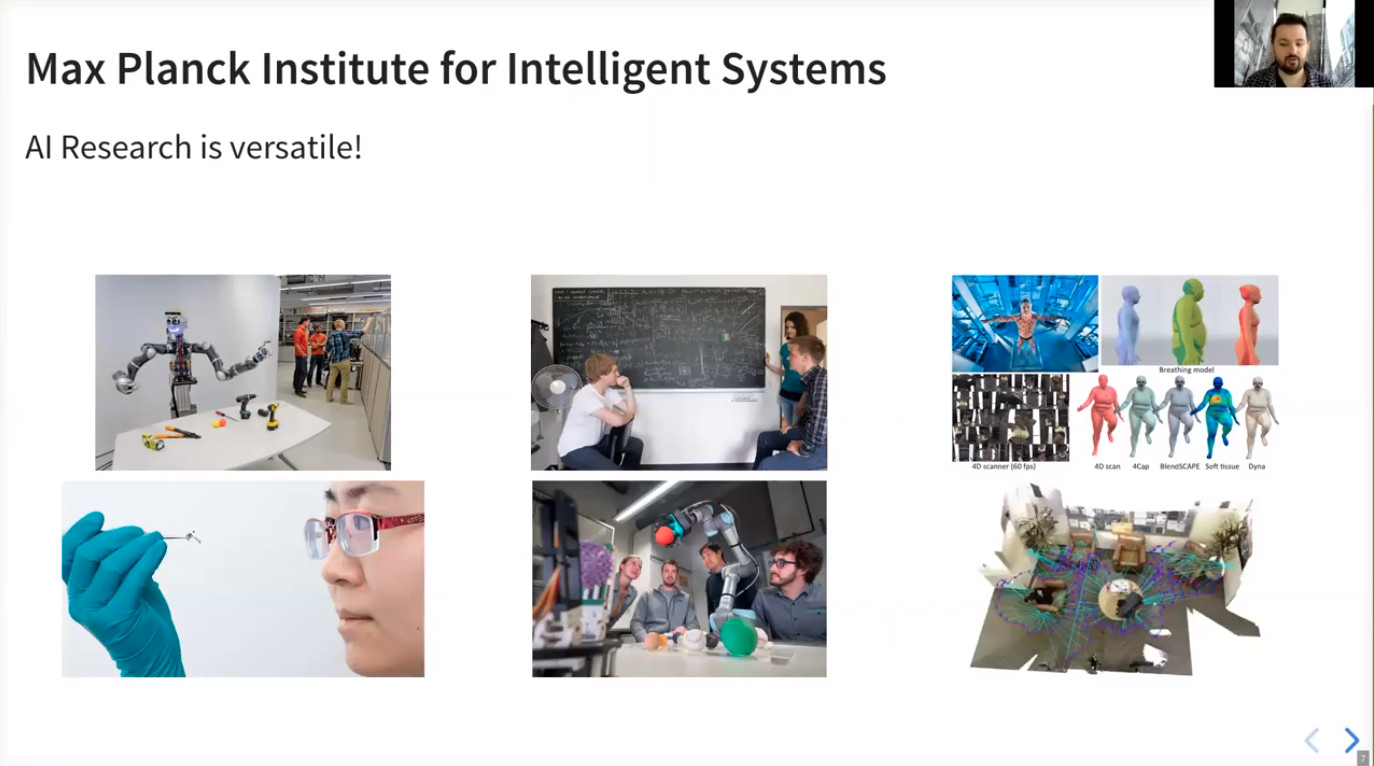 Max Planck Institute for Intelligent Systems
AI Research is versatile!
Breathing model
4D scanner (60 fps)
4D scan 4Cap BlendSCAPE Soft tissue Dyna
7